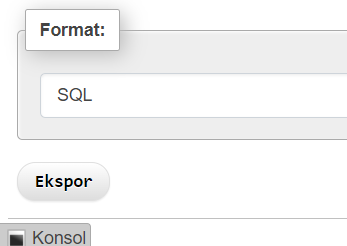 Format:
SQL
Ekspor
Konsol